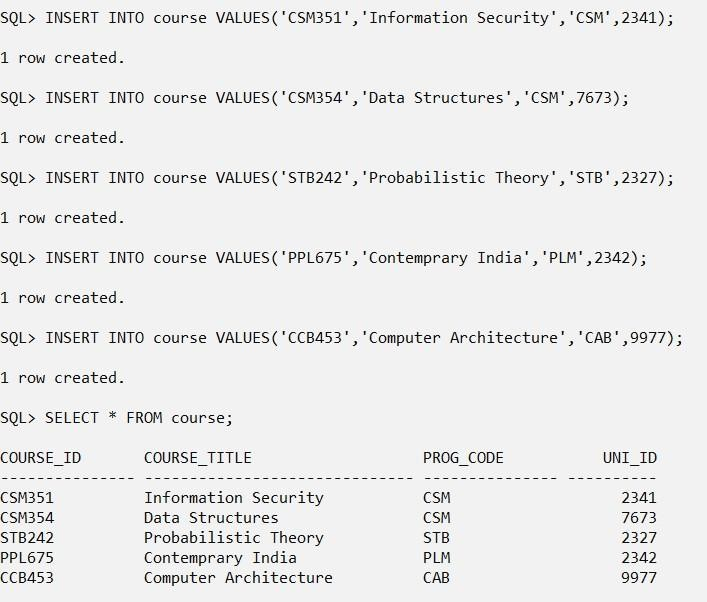 SQL> INSERT INTO course VALUES('CSM351','Information Security','CSM',2341);
1 row created.
SQL> INSERT INTO course VALUES('CSM354','Data Structures','CSM',7673);
1 row created.
SQL> INSERT INTO course VALUES('STB242','Probabilistic Theory','STB',2327);
1 row created.
SQL> INSERT INTO course VALUES('PPL675','Contemprary India','PLM',2342);
1 row created.
SQL> INSERT INTO course VALUES('CCB453','Computer Architecture','CAB',9977);
1 row created.
SQL> SELECT * FROM course;
COURSE_ID       COURSE_TITLE                   PROG_CODE           UNI_ID
--------------- ------------------------------ --------------- ----------
CSM351          Information Security           CSM                   2341
CSM354          Data Structures                CSM                   7673
STB242          Probabilistic Theory           STB                   2327
PPL675          Contemprary India              PLM                   2342
CCB453          Computer Architecture          CAB                   9977